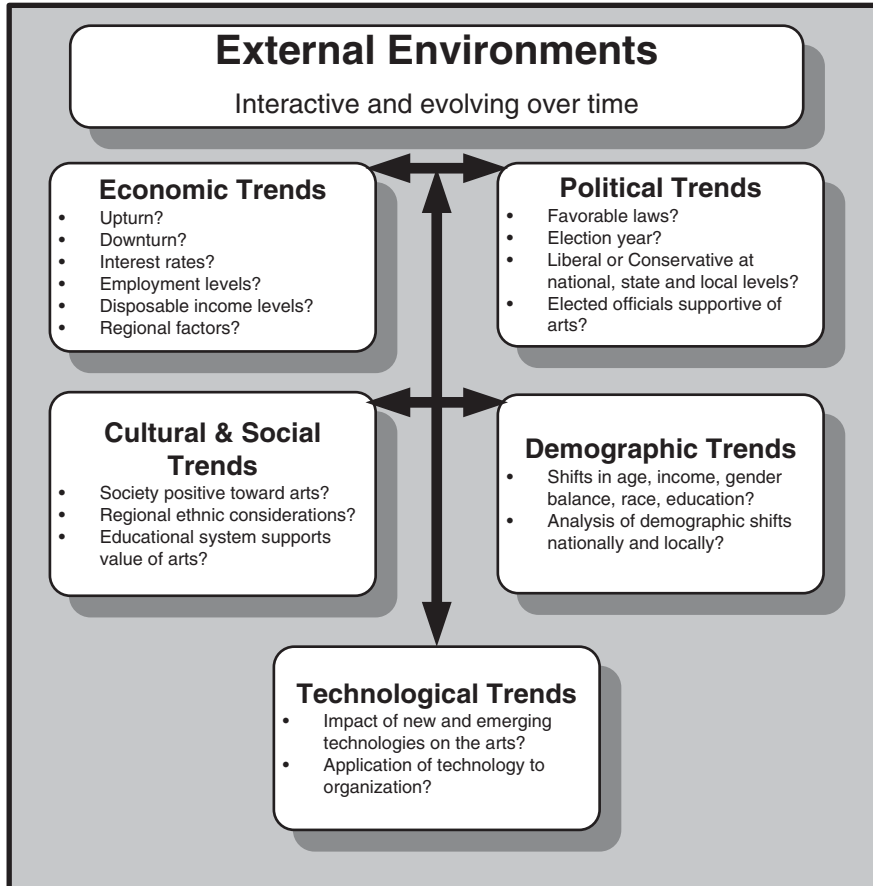 External Environments
Interactive and evolving over time
Economic Trends
• Upturn?
• Downturn?
• Interest rates?
• Employment levels?
• Disposable income levels?
• Regional factors?
Political Trends
• Favorable laws?
• Election year?
• Liberal or Conservative at
national, state and local levels?
• Elected officials supportive of
arts?
Cultural & Social
Trends
• Society positive toward arts?
• Regional ethnic considerations?
• Educational system supports
value of arts?
Demographic Trends
• Shifts in age, income, gender
balance, race, education?
• Analysis of demographic shifts
nationally and locally?
Technological Trends
• Impact of new and emerging
technologies on the arts?
• Application of technology to
organization?